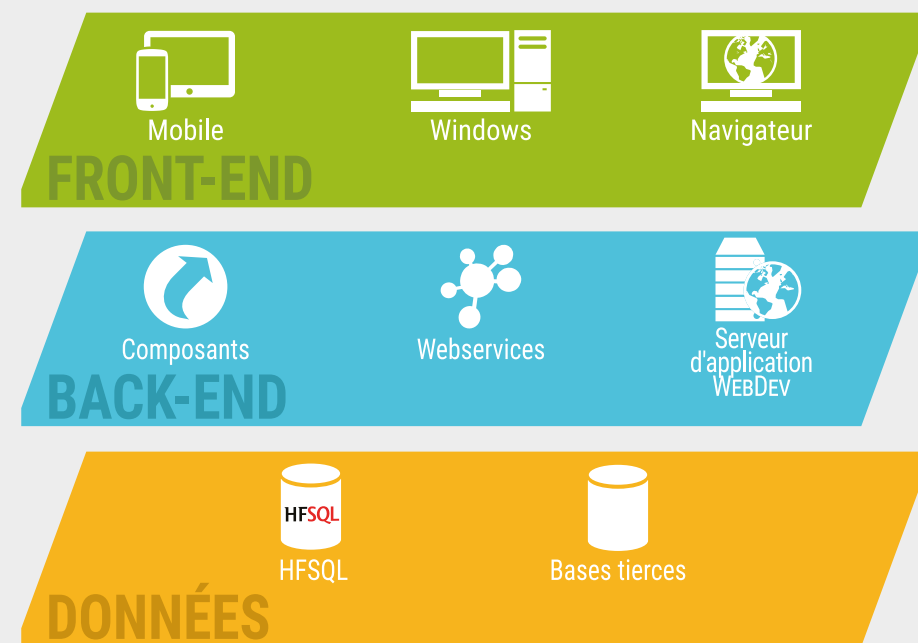 Mobile
Windows
Navigateur
FRONT-END
Composants
Webservices
Serveur
d'application
WEBDEV
BACK-END
HFSQL
HFSQL
Bases tierces
DONNÉES